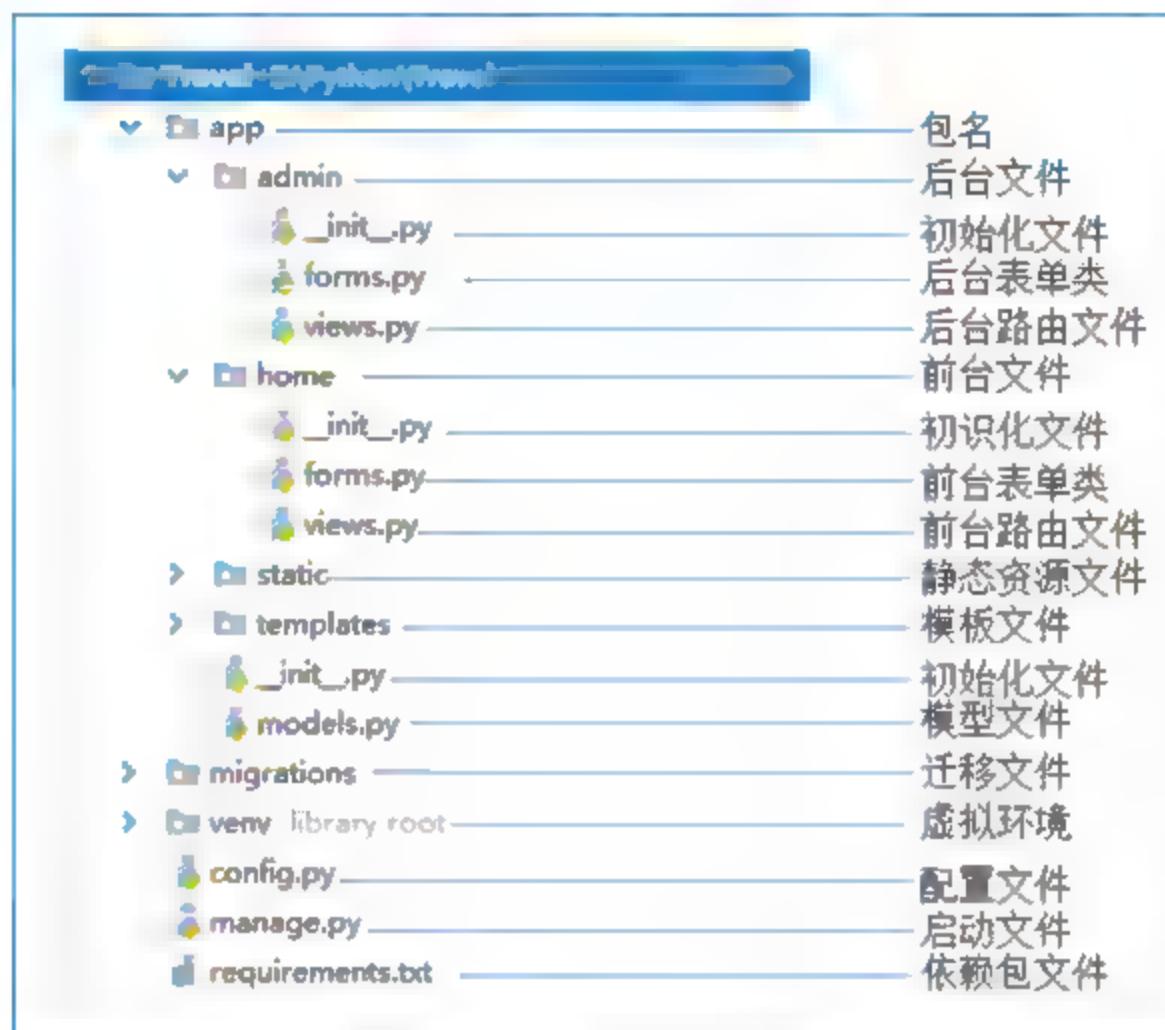 app 包名
admin 后台文件
__init__.py 初始化文件
forms.py 后台表单类
views.py 后台路由文件
home 前台文件
__init__.py 初识化文件
forms.py 前台表单类
views.py 前台路由文件
static 静态资源文件
templates 模板文件
__init__.py 初始化文件
models.py 模型文件
migrations 迁移文件
venv library root 虚拟环境
config.py 配置文件
manage.py 启动文件
requirements.txt 依赖包文件